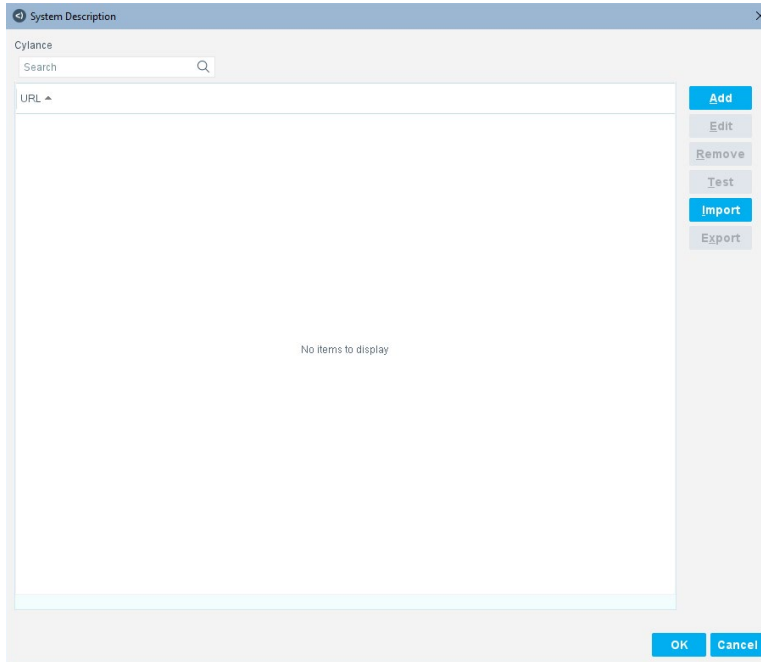 System Description
Cylance
Search
URL
Add
Edit
Remove
Test
Import
Export
No items to display
OK Cancel